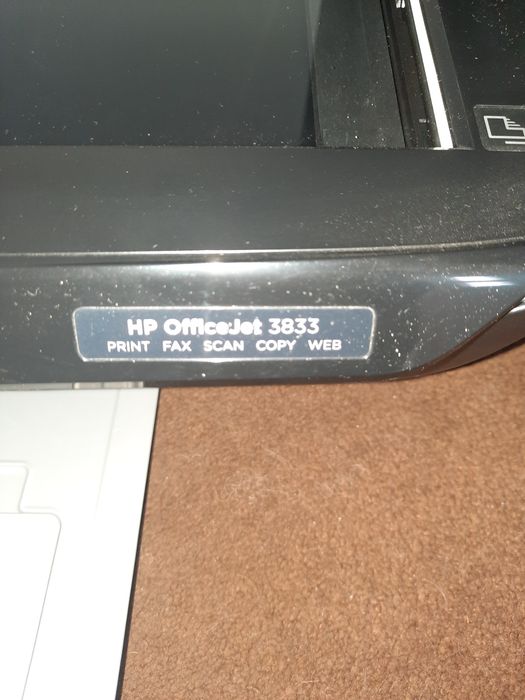 HP OfficeJet 3833
PRINT FAX SCAN COPY WEB